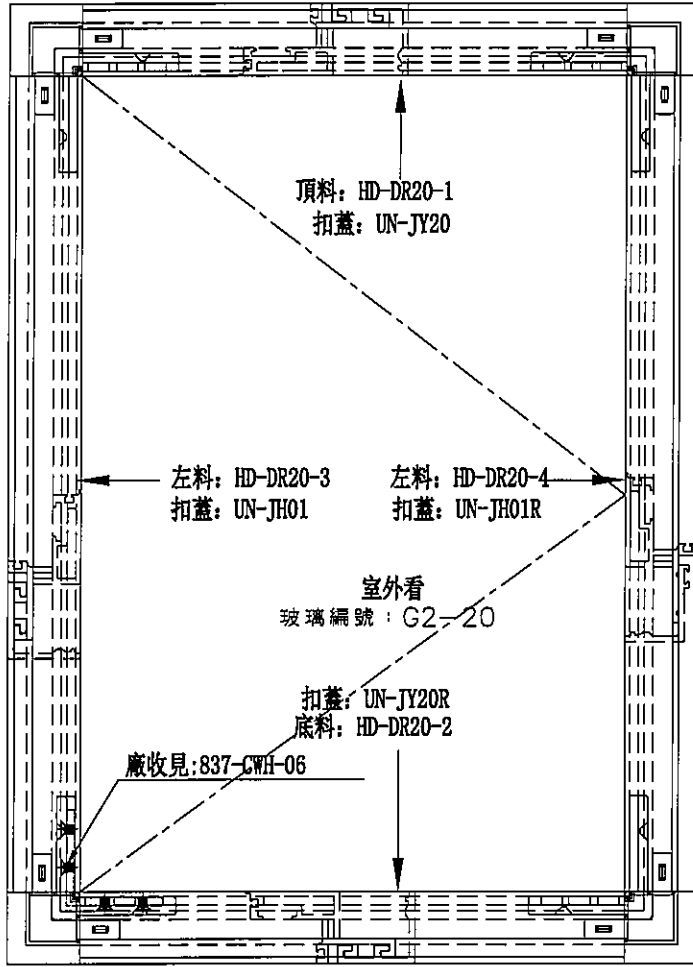 頂料: HD-DR20-1
扣蓋: UN-JY20
左料: HD-DR20-3
扣蓋: UN-JH01
左料: HD-DR20-4
扣蓋: UN-JH01R
室外看
玻璃編號：G2-20
扣蓋: UN-JY20R
底料: HD-DR20-2
廠收見:837-CWH-06